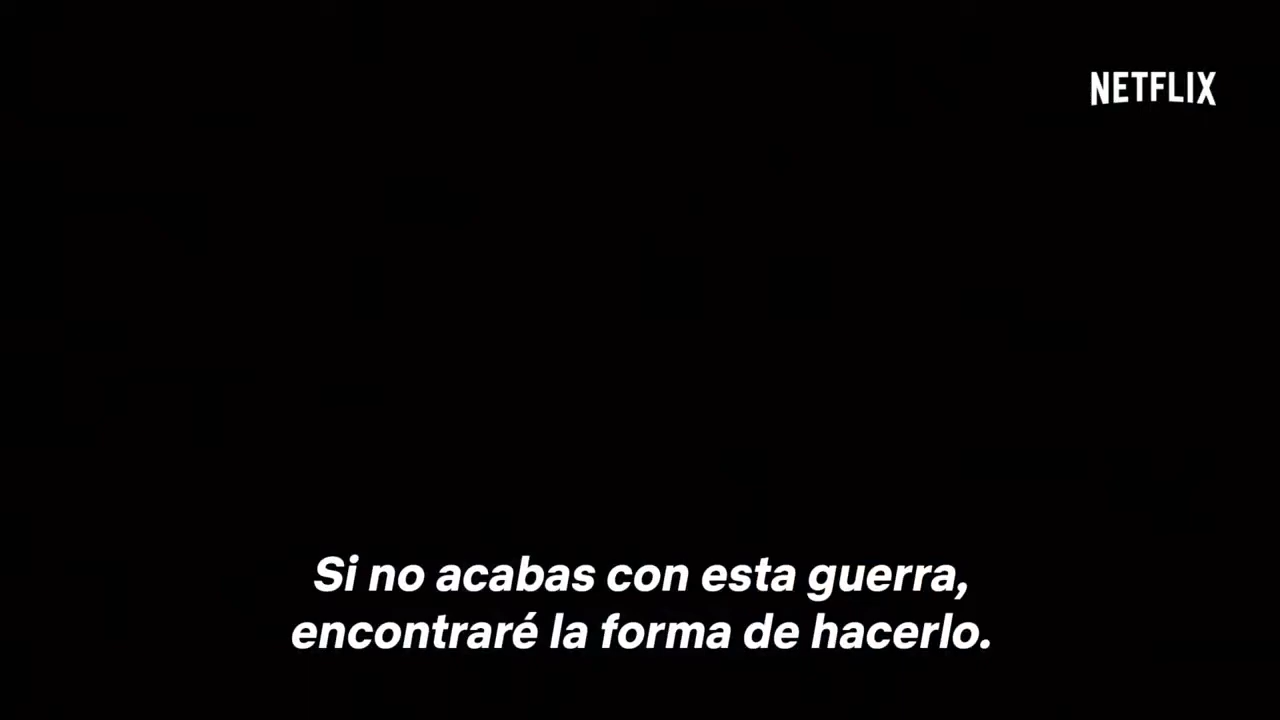 NETFLIX
Si no acabas con esta guerra,
encontraré la forma de hacerlo.